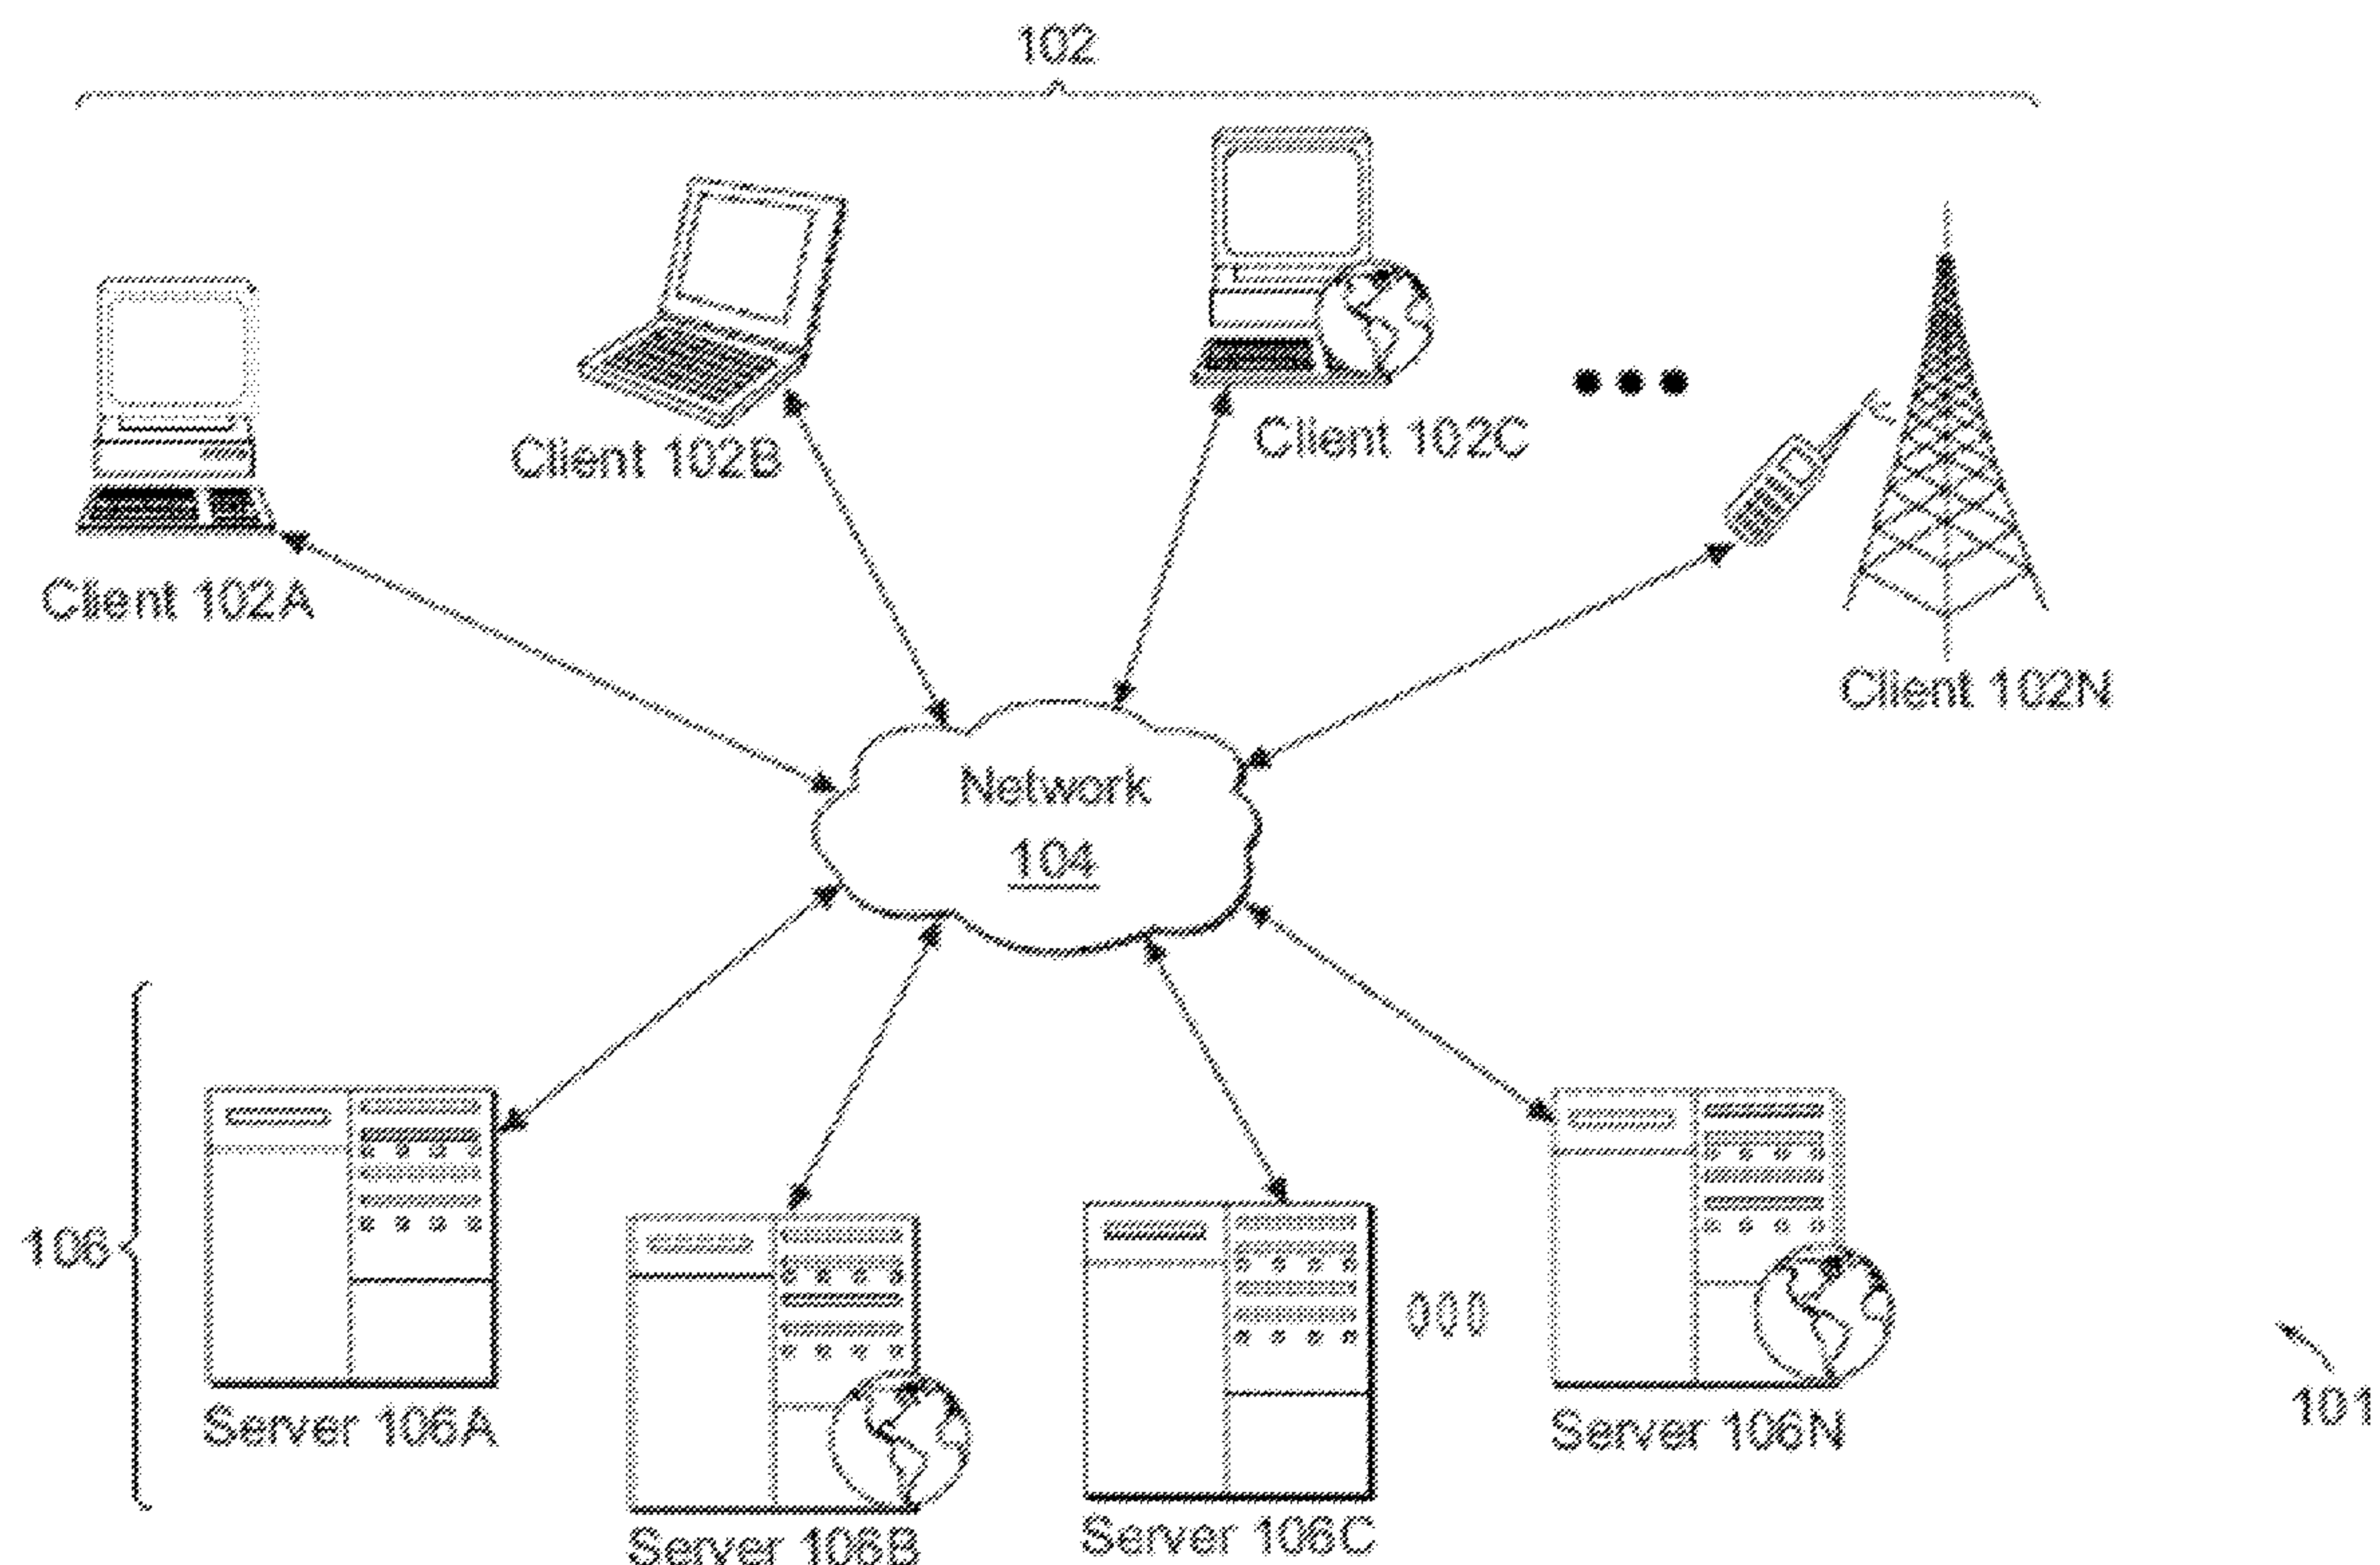 102
Client 102A
Client 102B
Client 102C
Client 102N
Network
104
106
Server 106A
Server 106B
Server 106C
000
Server 106N
101